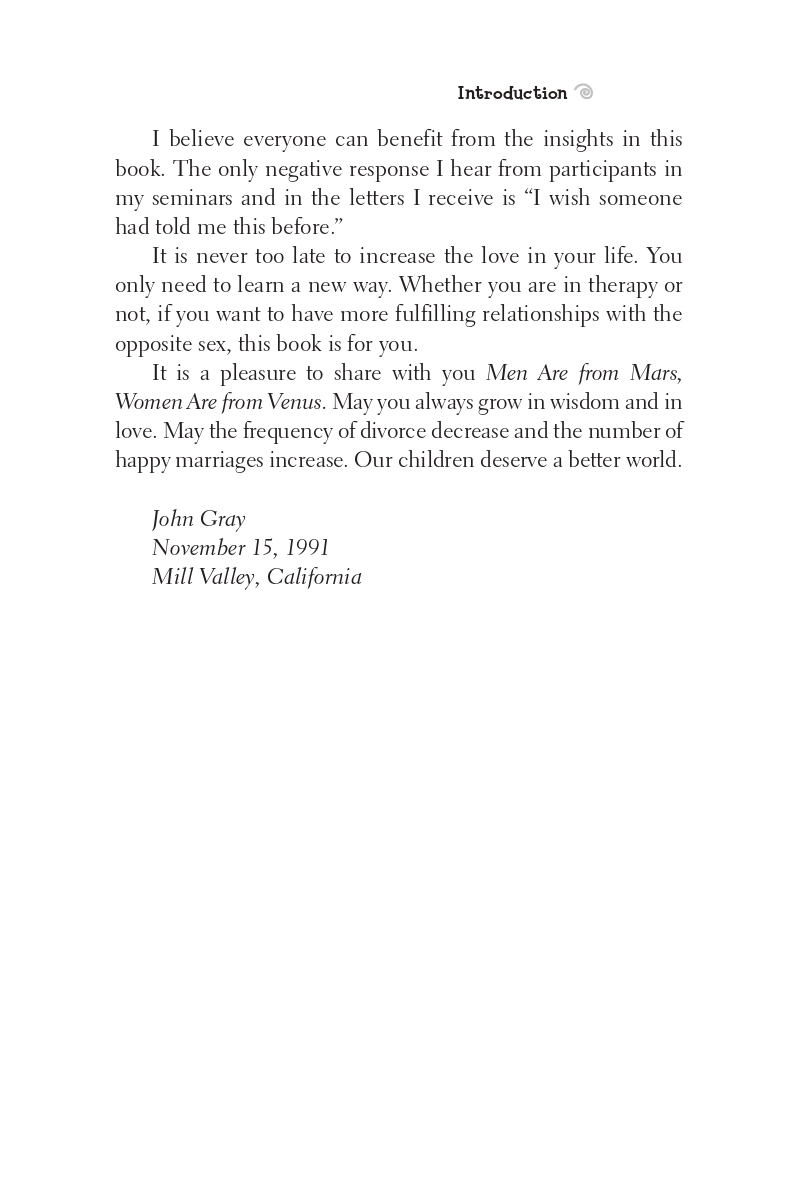 Introduction
I believe everyone can benefit from the insights in this
book. The only negative response I hear from participants in
my seminars and in the letters I receive is “I wish someone
had told me this before.”
It is never too late to increase the love in your life. You
only need to learn a new way. Whether you are in therapy or
not, if you want to have more fulfilling relationships with the
opposite sex, this book is for you.
It is a pleasure to share with you Men Are from Mars,
Women Are from Venus. May you always grow in wisdom and in
love. May the frequency of divorce decrease and the number of
happy marriages increase. Our children deserve a better world.
John Gray
November 15, 1991
Mill Valley, California